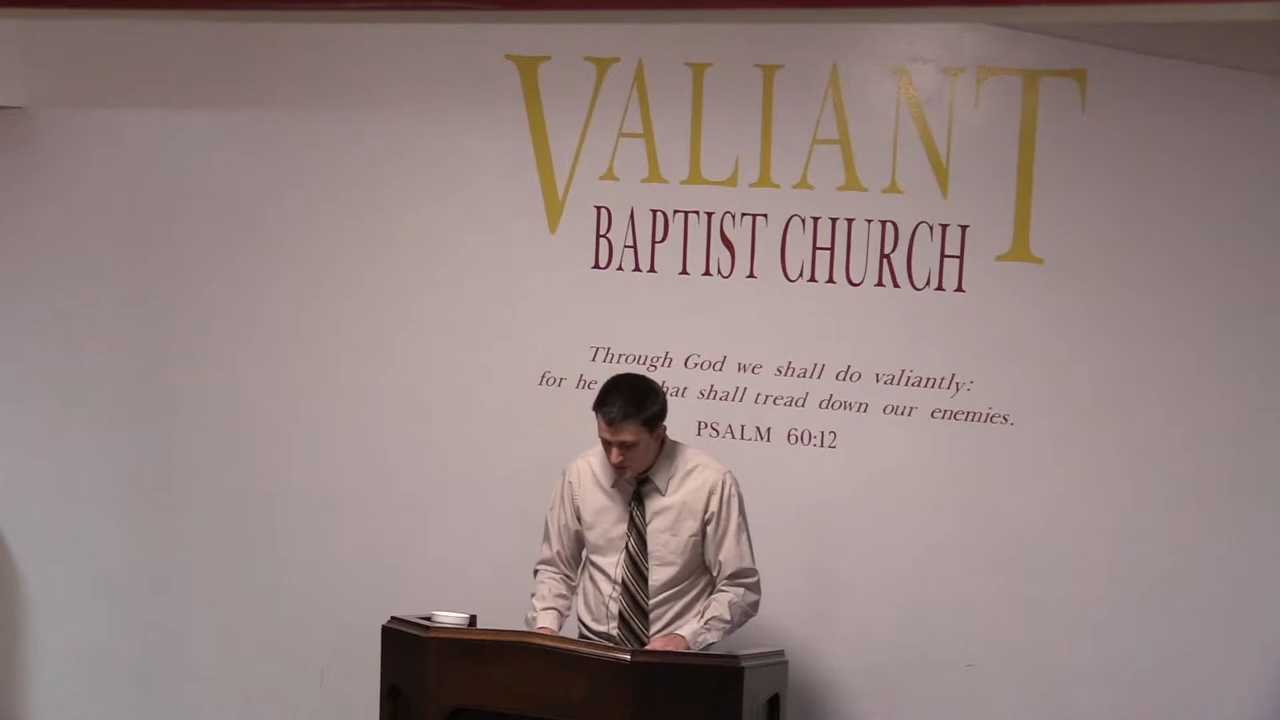 VALIANT
BAPTIST CHURCH
Through God we shall do valiantly:
for he that shall tread down our enemies.
PSALM 60:12